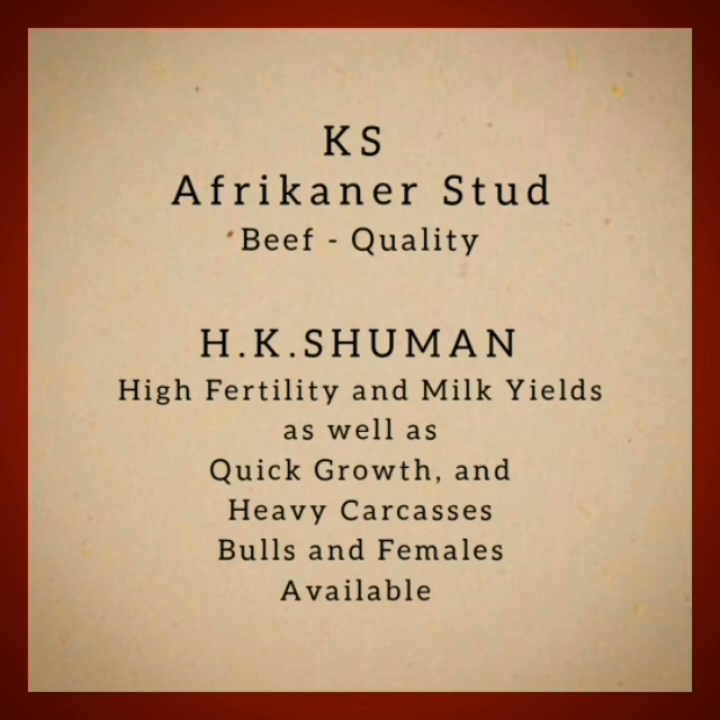 KS
Afrikaner Stud
Beef - Quality
H.K.SHUMAN
High Fertility and Milk Yields
as well as
Quick Growth, and
Heavy Carcasses
Bulls and Females
Available